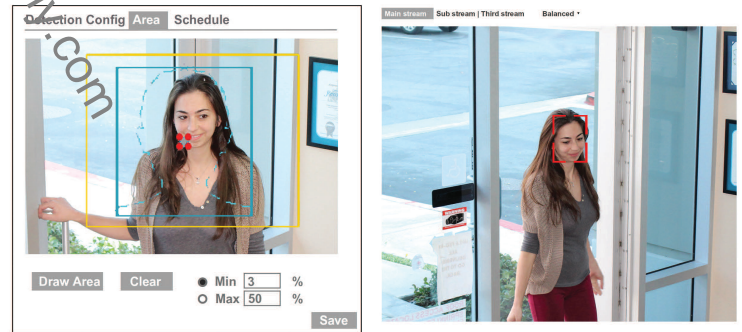 Detection Config Area Schedule
y.com
Draw Area Clear
Min 3 %
Max 50 %
Save
Main stream Sub stream | Third stream Balanced